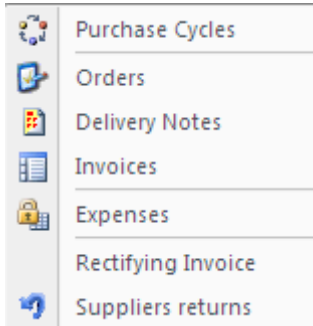 Purchase Cycles
Orders
Delivery Notes
Invoices
Expenses
Rectifying Invoice
Suppliers returns